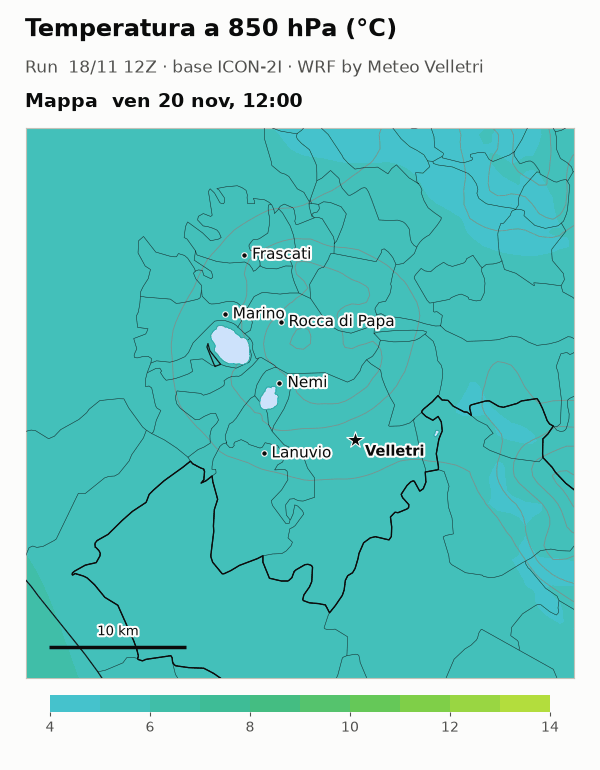 Temperatura a 850 hPa (°C)
Run  18/11 12Z · base ICON-2I · WRF by Meteo Velletri
Mappa  ven 20 nov, 12:00
Frascati
Marino
Rocca di Papa
Nemi
Velletri
Lanuvio
10 km
4 6 8 10 12 14